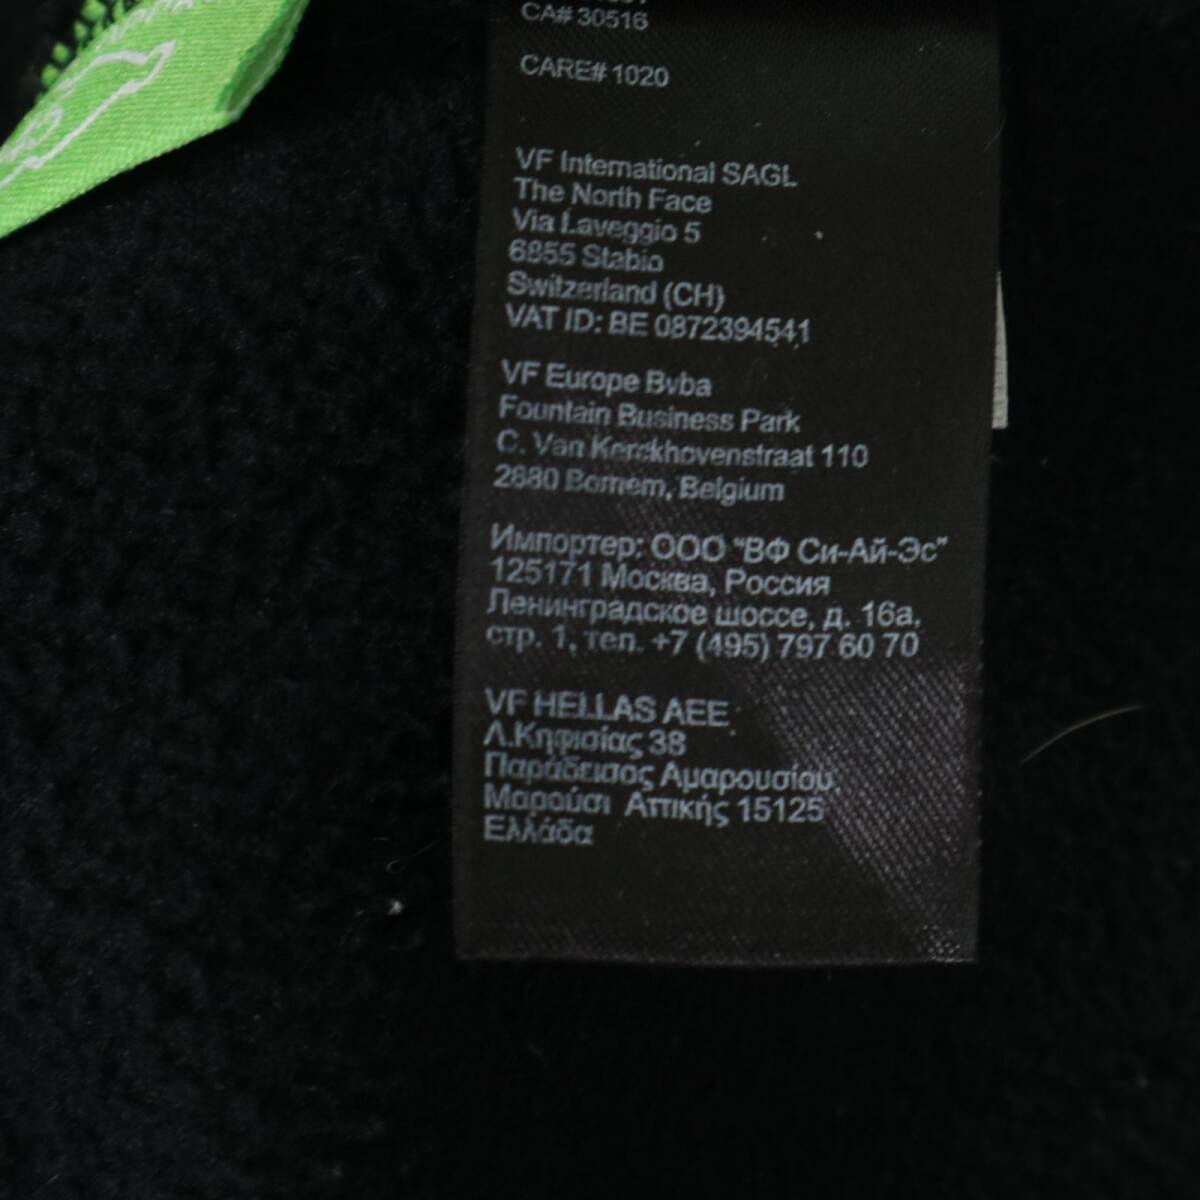 CA# 30516
CARE# 1020
VF International SAGL
The North Face
Via Laveggio 5
6855 Stabio
Switzerland (CH)
VAT ID: BE 0872394541
VF Europe Bvba
Fountain Business Park
C. Van Kerckhovenstraat 110
2880 Bornem, Belgium
Импортер: ООО “ВФ Си-Ай-Эс”
125171 Москва, Россия
Ленинградское шоссе, д. 16а,
стр. 1, тел. +7 (495) 797 60 70
VF HELLAS AEE
Λ.Κηφισίας 38
Παράδεισος Αμαρουσίου,
Μαρούσι Αττικής 15125
Ελλάδα